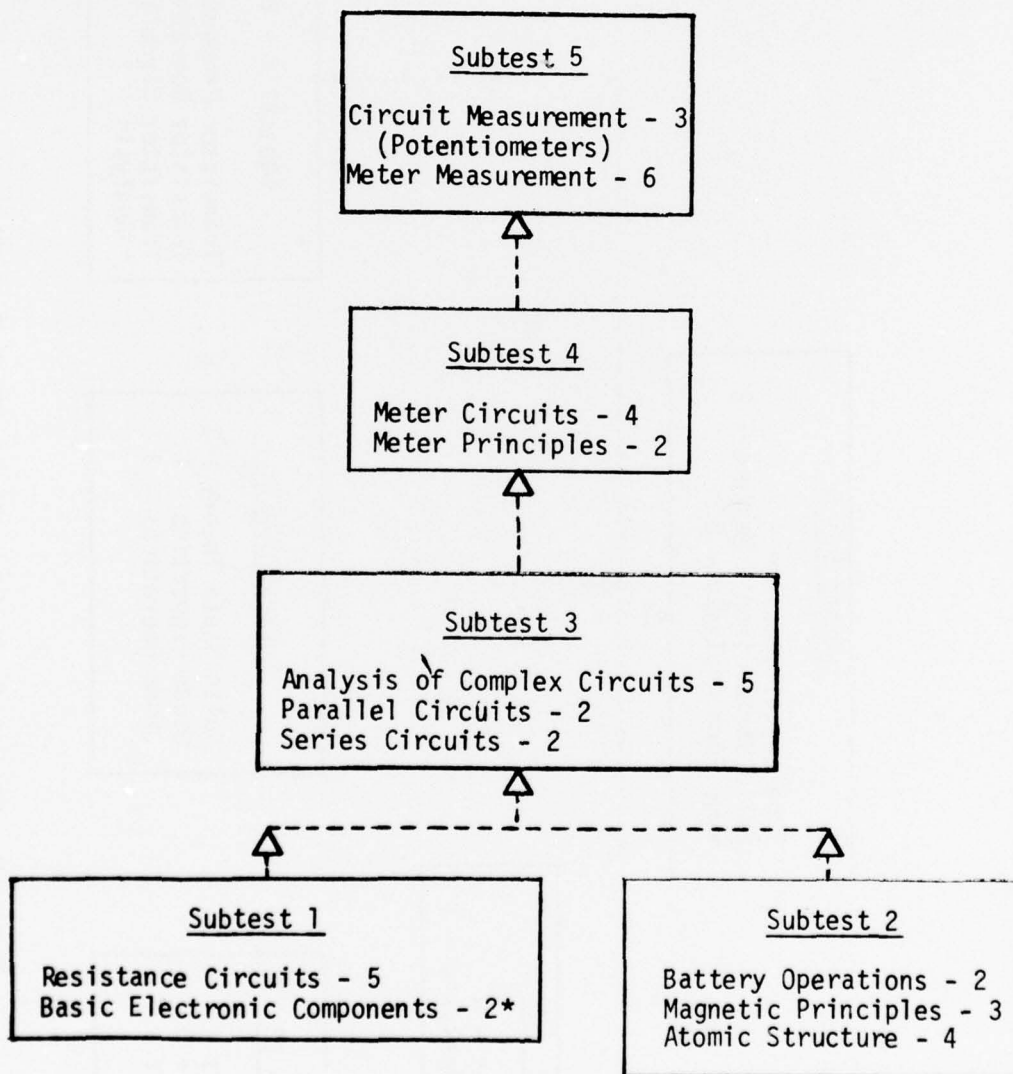 Subtest 5
Circuit Measurement - 3
(Potentiometers)
Meter Measurement - 6
Subtest 4
Meter Circuits - 4
Meter Principles - 2
Subtest 3
Analysis of Complex Circuits - 5
Parallel Circuits - 2
Series Circuits - 2
Subtest 1
Resistance Circuits - 5
Basic Electronic Components - 2*
Subtest 2
Battery Operations - 2
Magnetic Principles - 3
Atomic Structure - 4